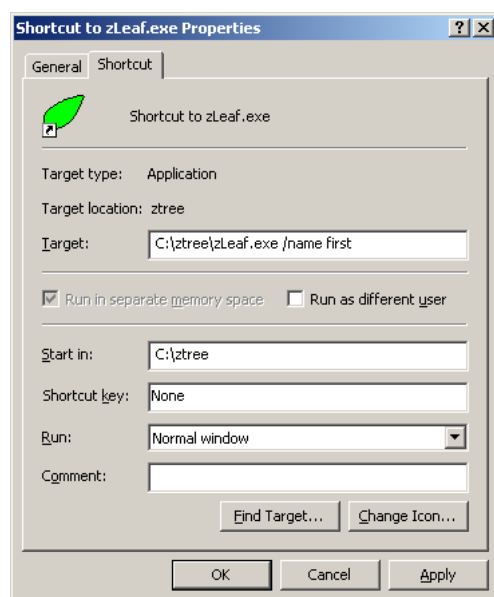 Shortcut to zLeaf.exe Properties
General Shortcut
Shortcut to zLeaf.exe
Target type: Application
Target location: ztree
Target: C:\ztree\zLeaf.exe /name first
Run in separate memory space Run as different user
Start in: C:\ztree
Shortcut key: None
Run: Normal window
Comment:
Find Target... Change Icon...
OK Cancel Apply